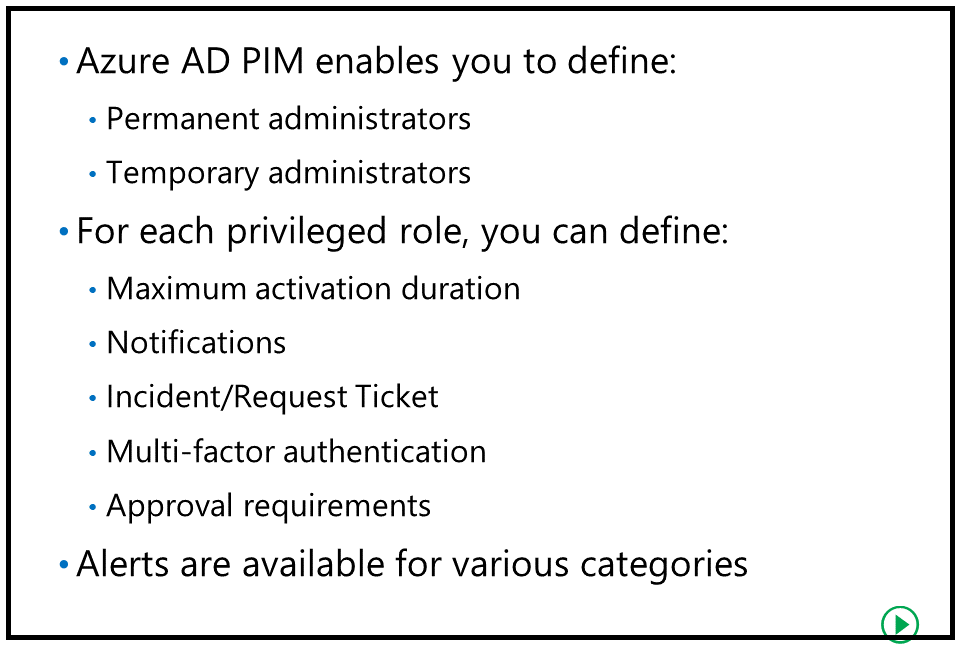 • Azure AD PIM enables you to define:
• Permanent administrators
• Temporary administrators
• For each privileged role, you can define:
• Maximum activation duration
• Notifications
• Incident/Request Ticket
• Multi-factor authentication
• Approval requirements
• Alerts are available for various categories